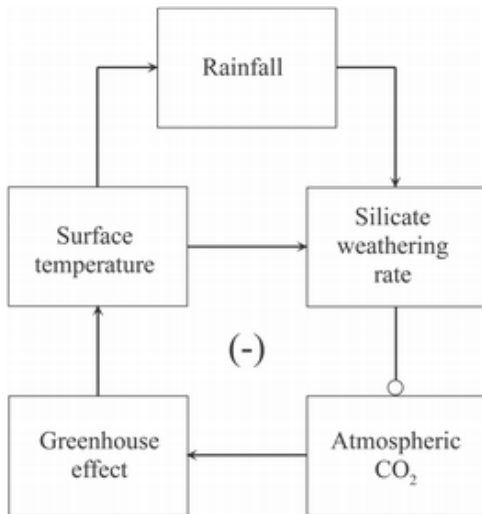 Rainfall
Surface
temperature
Silicate
weathering
rate
(-)
Greenhouse
effect
Atmospheric
CO₂